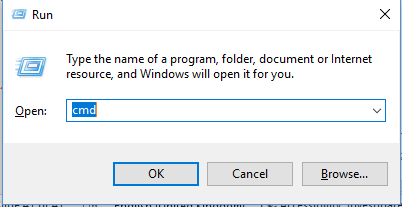 Run
Type the name of a program, folder, document or Internet
resource, and Windows will open it for you.
Open: cmd
OK Cancel Browse...